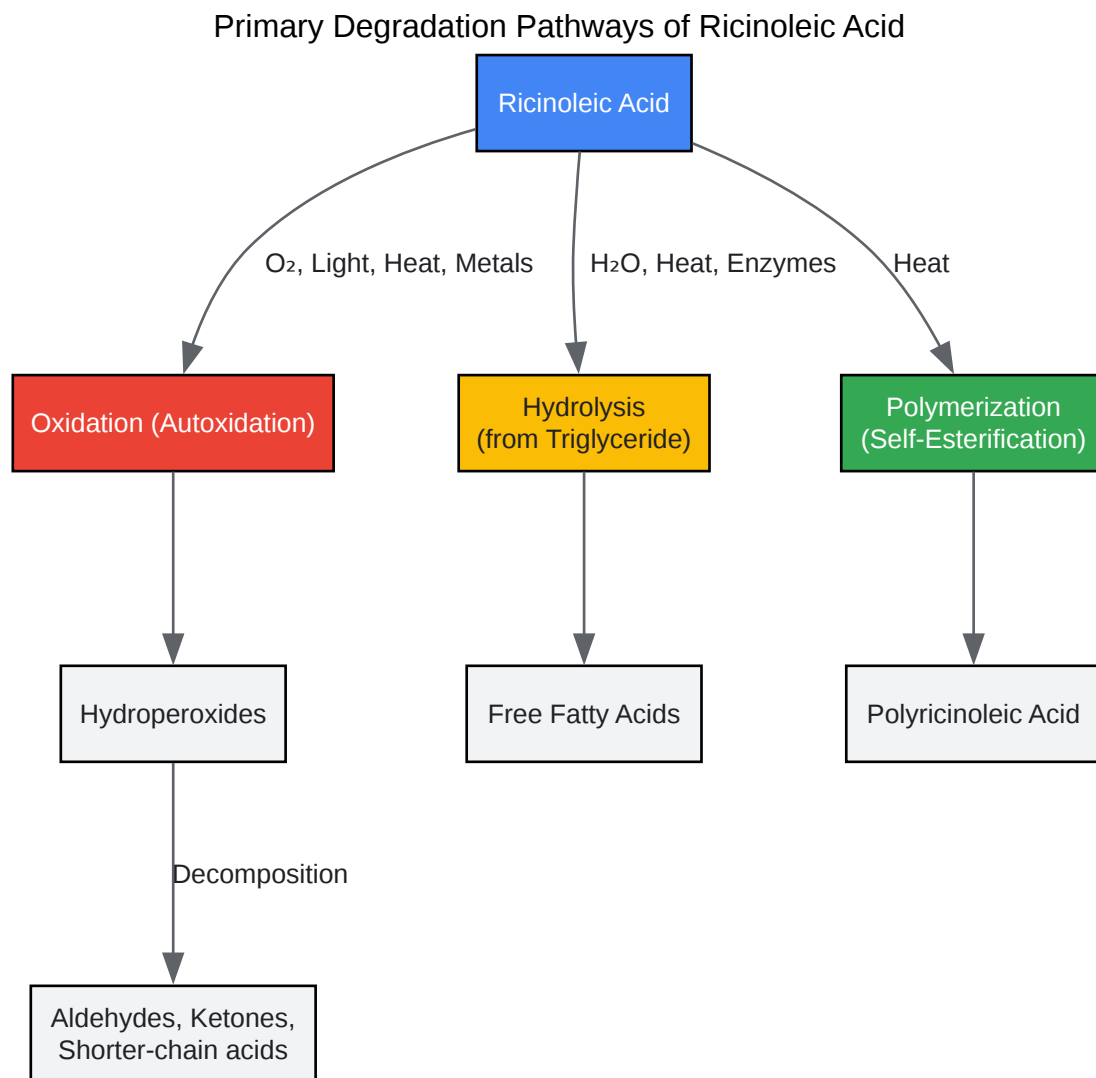 Primary Degradation Pathways of Ricinoleic Acid
Ricinoleic Acid
O₂, Light, Heat, Metals
H₂O, Heat, Enzymes
Heat
Oxidation (Autoxidation)
Hydrolysis
(from Triglyceride)
Polymerization
(Self-Esterification)
Hydroperoxides
Free Fatty Acids
Polyricinoleic Acid
Decomposition
Aldehydes, Ketones,
Shorter-chain acids